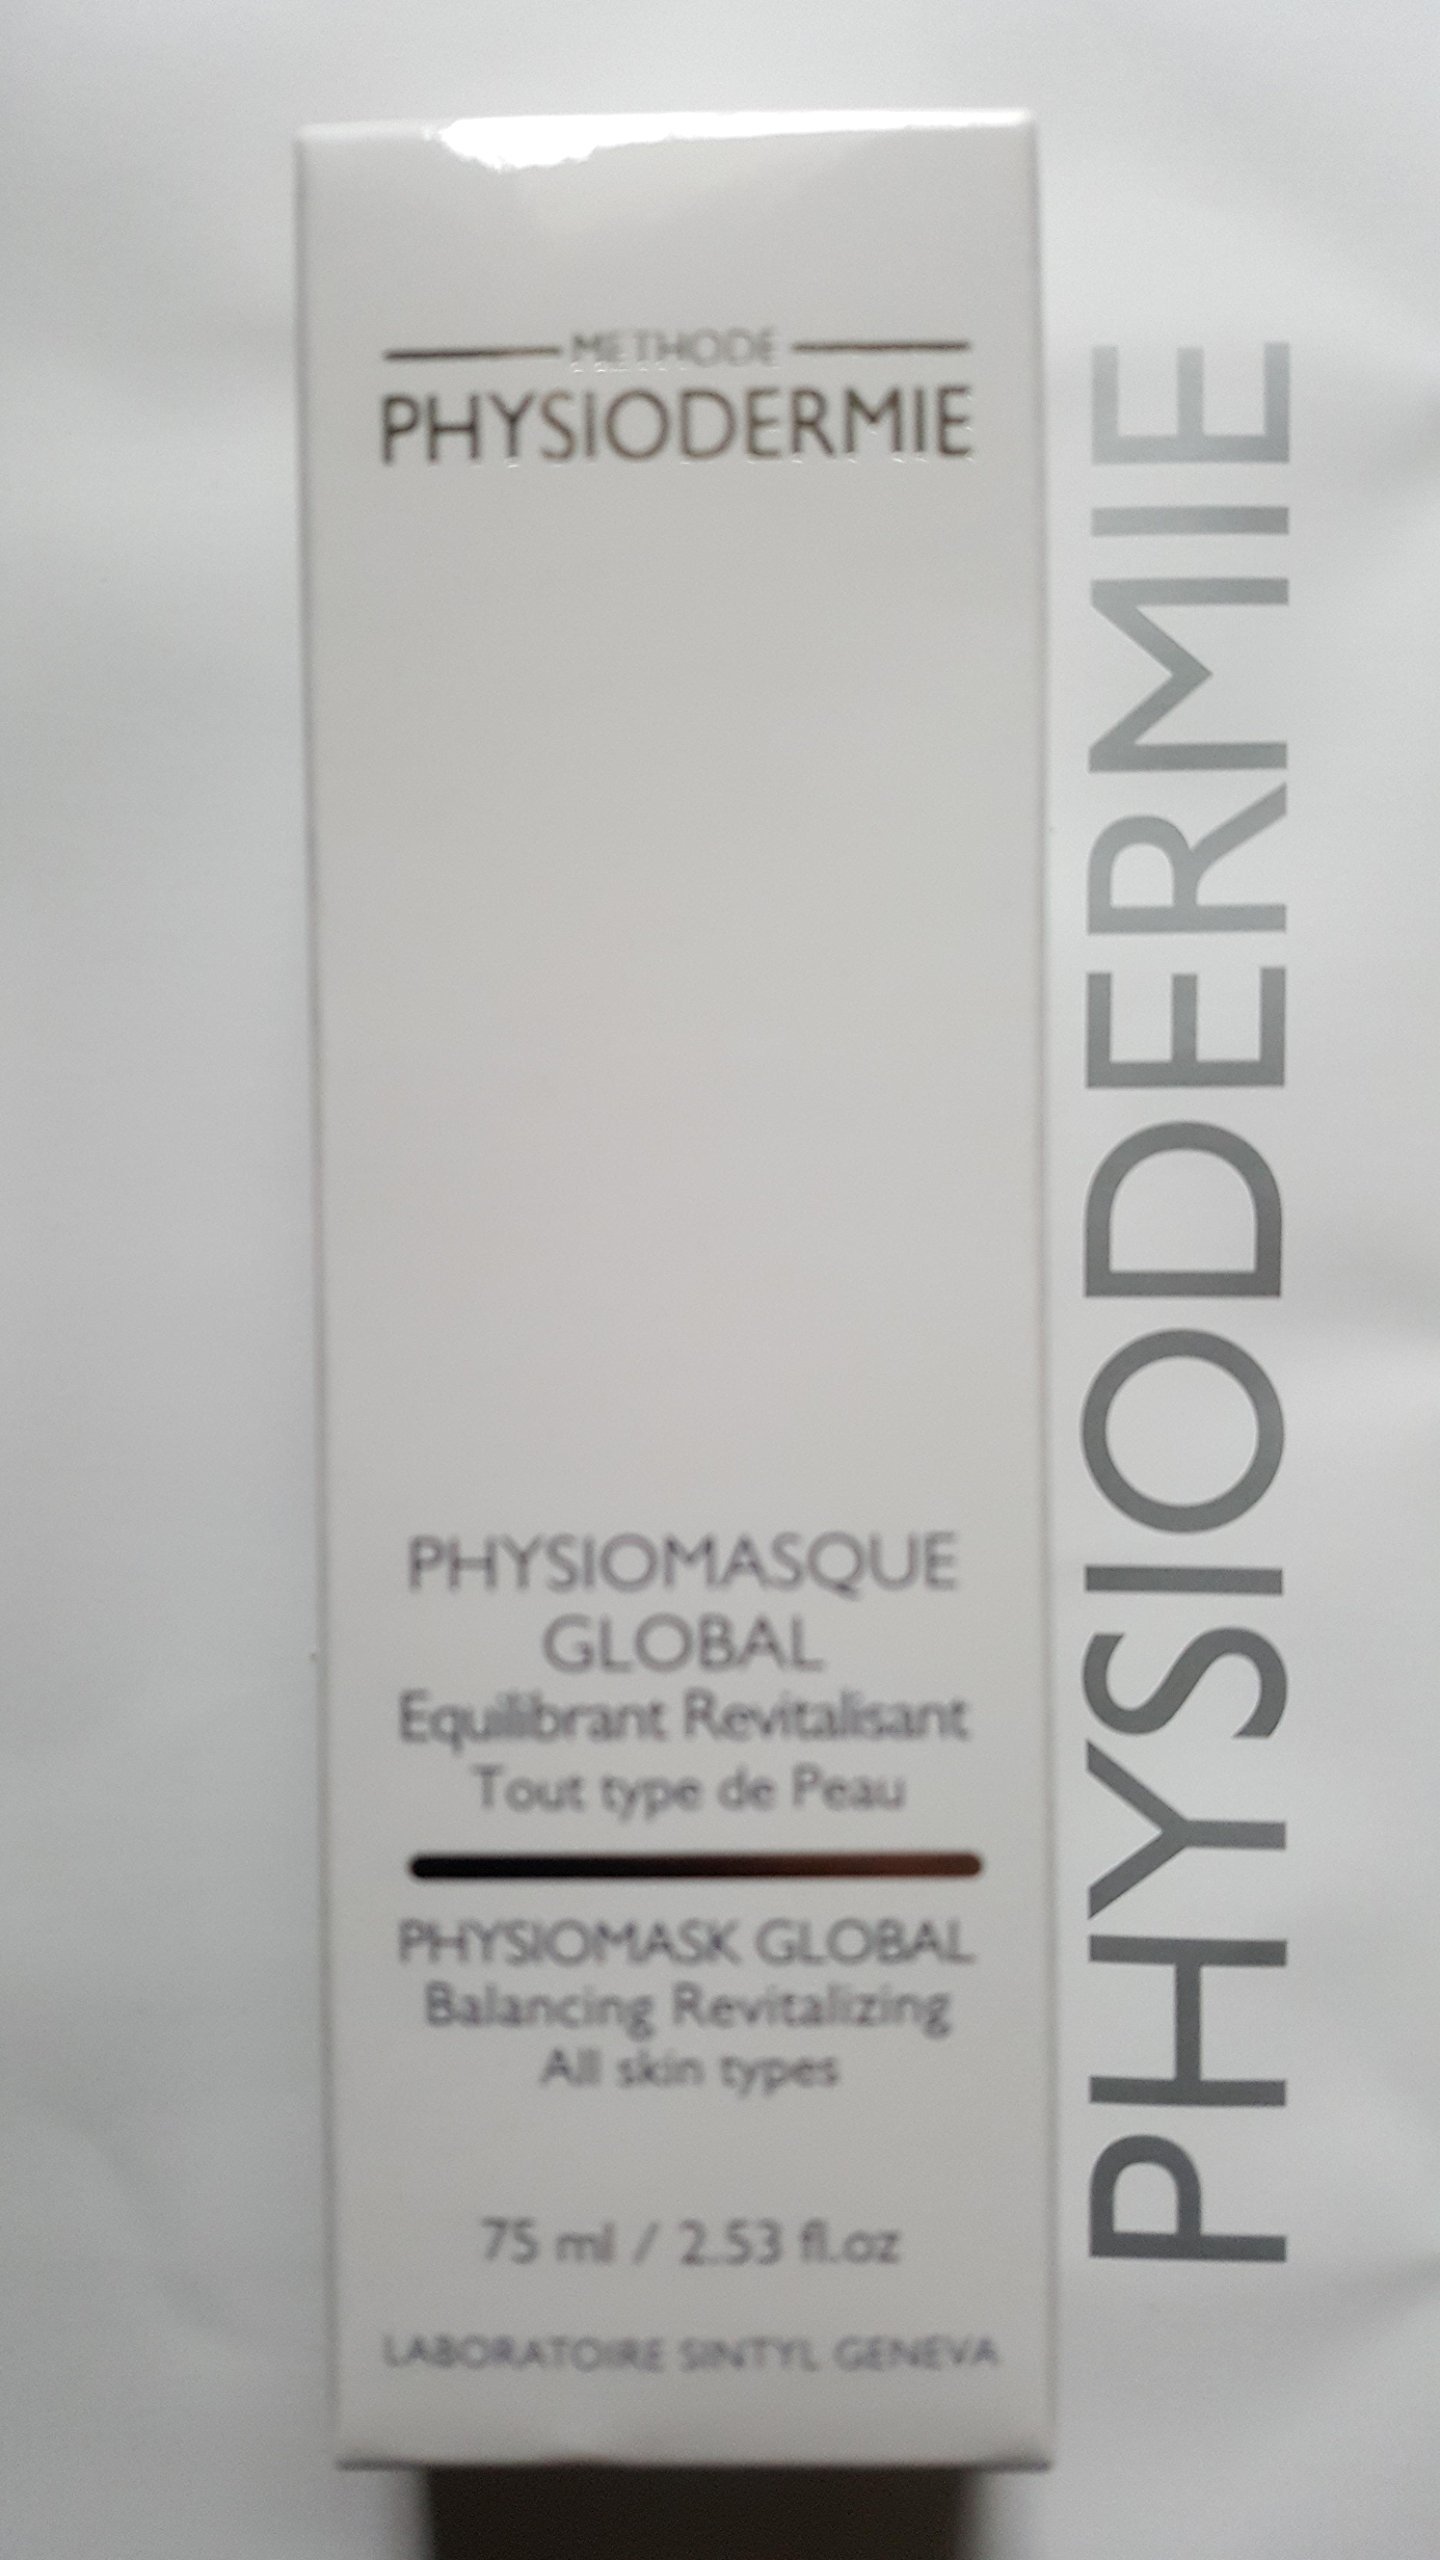 METHODE
PHYSIODERMIE
PHYSIOMASQUE
GLOBAL
Equilibrant Revitalisant
Tout type de Peau
PHYSIOMASK GLOBAL
Balancing Revitalizing
All skin types
75 ml / 2.53 fl.oz
LABORATOIRE SINTYL GENEVA
PHYSIODERMIE